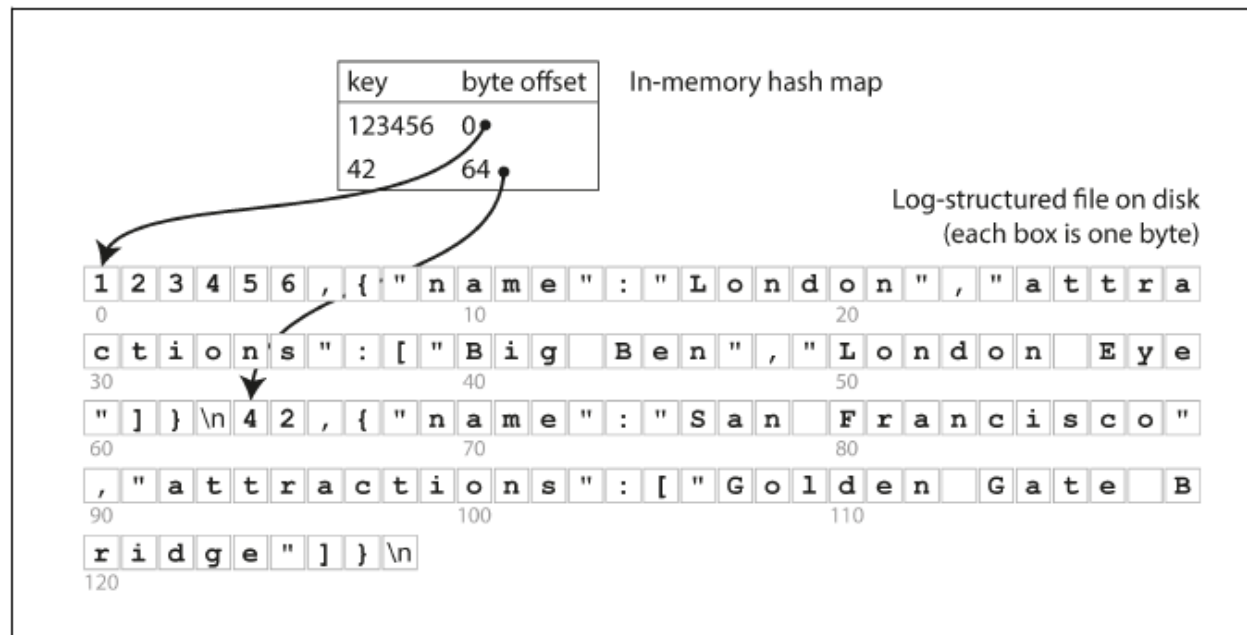 key byte offset In-memory hash map
123456 0
42 64
Log-structured file on disk
(each box is one byte)
123456,{"name":"London","attra
0 10 20
ctions":["Big Ben","London Eye
30 40 50
"]}\n42,{"name":"San Francisco"
60 70 80
,"attractions":["Golden Gate B
90 100 110
ridge"]}\n
120